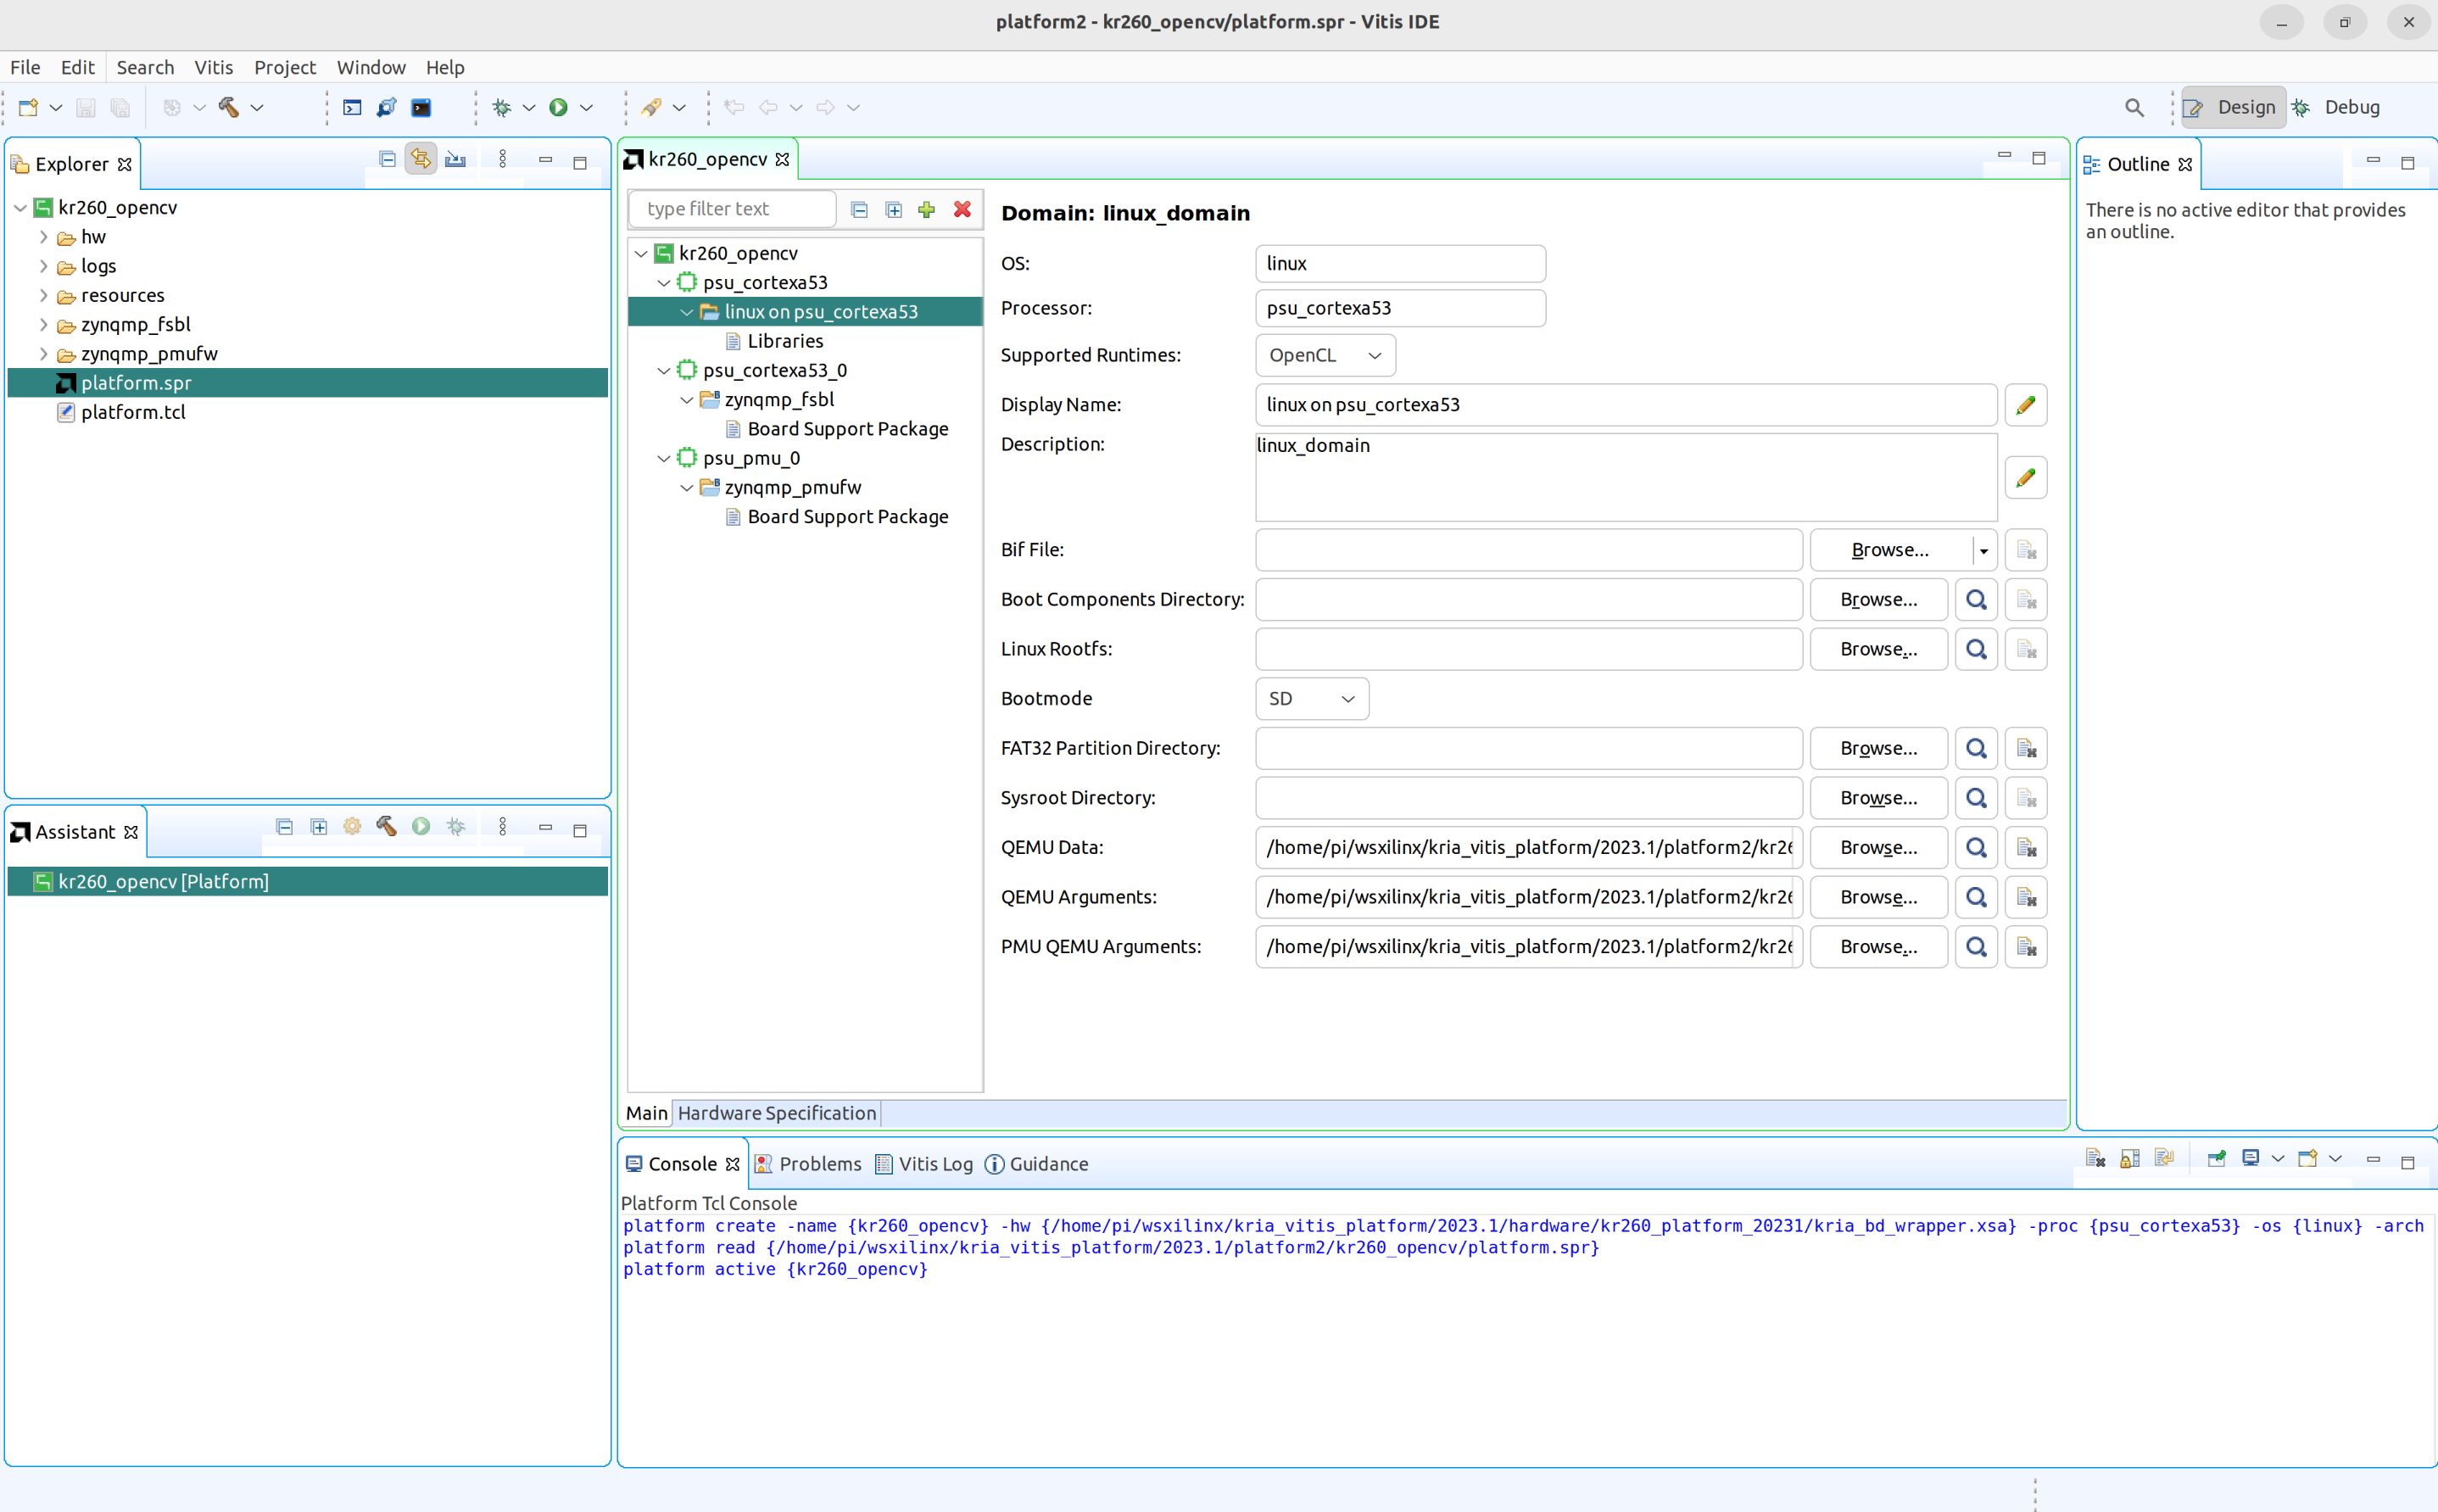 platform2 - kr260_opencv/platform.spr - Vitis IDE
File Edit Search Vitis Project Window Help
Design Debug
Explorer
kr260_opencv
hw
logs
resources
zynqmp_fsbl
zynqmp_pmufw
platform.spr
platform.tcl
Assistant
kr260_opencv [Platform]
kr260_opencv
type filter text
kr260_opencv
psu_cortexa53
linux on psu_cortexa53
Libraries
psu_cortexa53_0
zynqmp_fsbl
Board Support Package
psu_pmu_0
zynqmp_pmufw
Board Support Package
Domain: linux_domain
OS: linux
Processor: psu_cortexa53
Supported Runtimes: OpenCL
Display Name: linux on psu_cortexa53
Description: linux_domain
Bif File: Browse...
Boot Components Directory: Browse...
Linux Rootfs: Browse...
Bootmode SD
FAT32 Partition Directory: Browse...
Sysroot Directory: Browse...
QEMU Data: /home/pi/wsxilinx/kria_vitis_platform/2023.1/platform2/kr26 Browse...
QEMU Arguments: /home/pi/wsxilinx/kria_vitis_platform/2023.1/platform2/kr26 Browse...
PMU QEMU Arguments: /home/pi/wsxilinx/kria_vitis_platform/2023.1/platform2/kr26 Browse...
Main Hardware Specification
Outline
There is no active editor that provides
an outline.
Console Problems Vitis Log Guidance
Platform Tcl Console
platform create -name {kr260_opencv} -hw {/home/pi/wsxilinx/kria_vitis_platform/2023.1/hardware/kr260_platform_20231/kria_bd_wrapper.xsa} -proc {psu_cortexa53} -os {linux} -arch
platform read {/home/pi/wsxilinx/kria_vitis_platform/2023.1/platform2/kr260_opencv/platform.spr}
platform active {kr260_opencv}